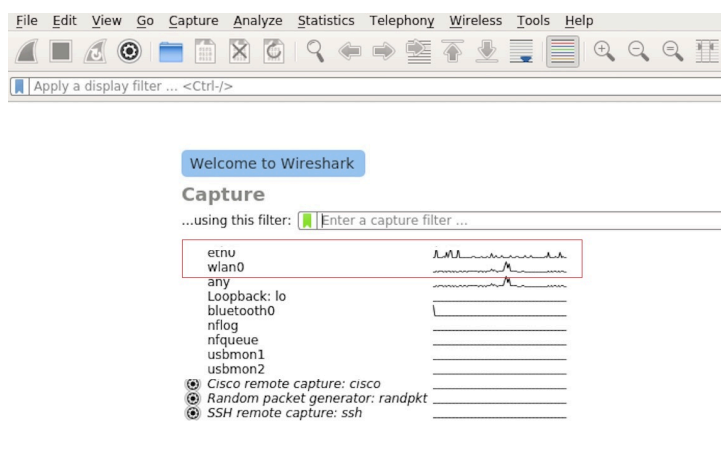 File Edit View Go Capture Analyze Statistics Telephony Wireless Tools Help
Apply a display filter ... <Ctrl-/>
Welcome to Wireshark
Capture
...using this filter: Enter a capture filter ...
eth0
wlan0
any
Loopback: lo
bluetooth0
nflog
nfqueue
usbmon1
usbmon2
Cisco remote capture: cisco
Random packet generator: randpkt
SSH remote capture: ssh